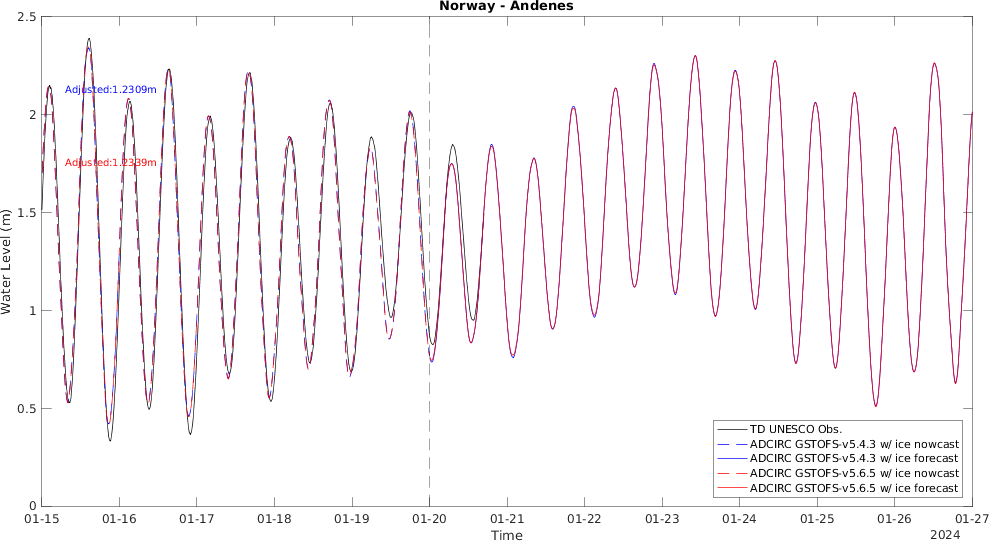 Norway - Andenes
2.5
2
1.5
1
0.5
0
Water Level (m)
Adjusted:1.2309m
Adjusted:1.2339m
TD UNESCO Obs.
ADCIRC GSTOFS-v5.4.3 w/ ice nowcast
ADCIRC GSTOFS-v5.4.3 w/ ice forecast
ADCIRC GSTOFS-v5.6.5 w/ ice nowcast
ADCIRC GSTOFS-v5.6.5 w/ ice forecast
01-15 01-16 01-17 01-18 01-19 01-20 01-21 01-22 01-23 01-24 01-25 01-26 01-27
Time
2024